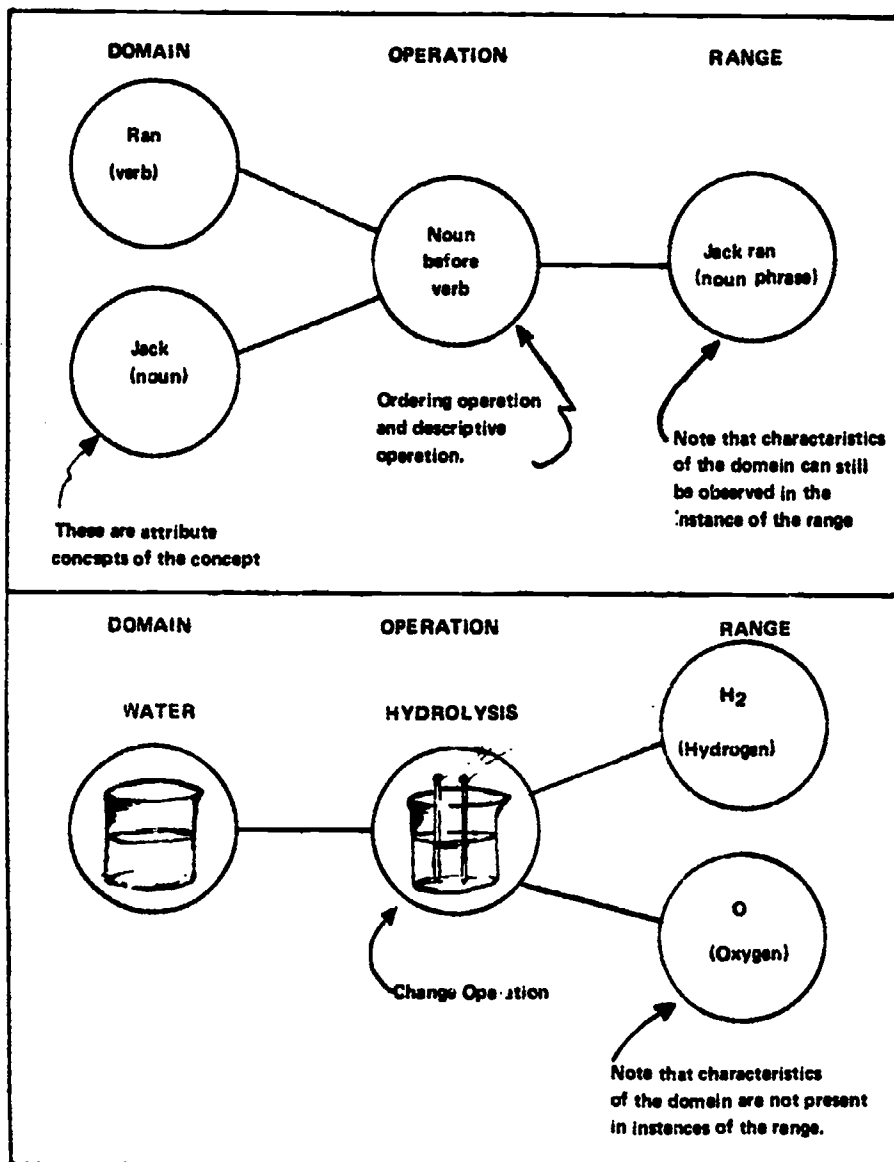 DOMAIN OPERATION RANGE
Ran
(verb)
Noun
before
verb
Jack ran
(noun phrase)
Jack
(noun)
Ordering operation
and descriptive
operation.
Note that characteristics
of the domain can still
be observed in the
instance of the range
These are attribute
concepts of the concept
DOMAIN OPERATION RANGE
WATER HYDROLYSIS
H2
(Hydrogen)
O
(Oxygen)
Change Operation
Note that characteristics
of the domain are not present
in instances of the range.